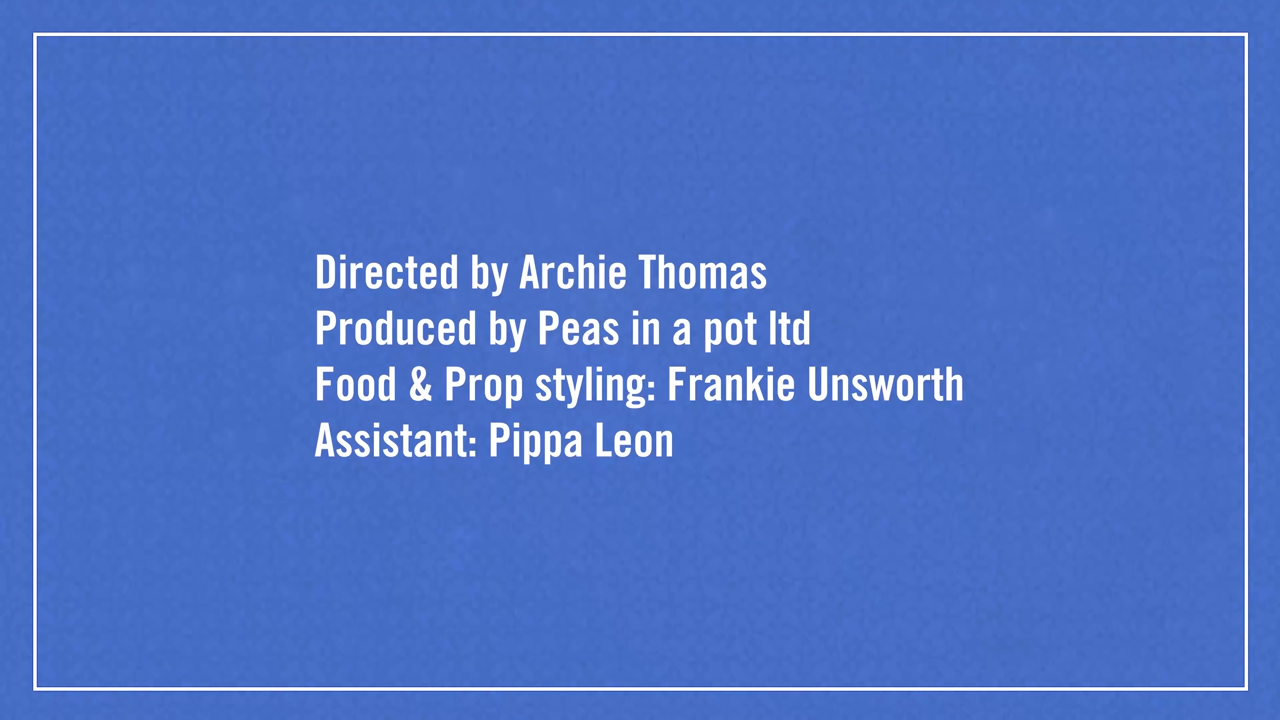 Directed by Archie Thomas
Produced by Peas in a pot ltd
Food & Prop styling: Frankie Unsworth
Assistant: Pippa Leon